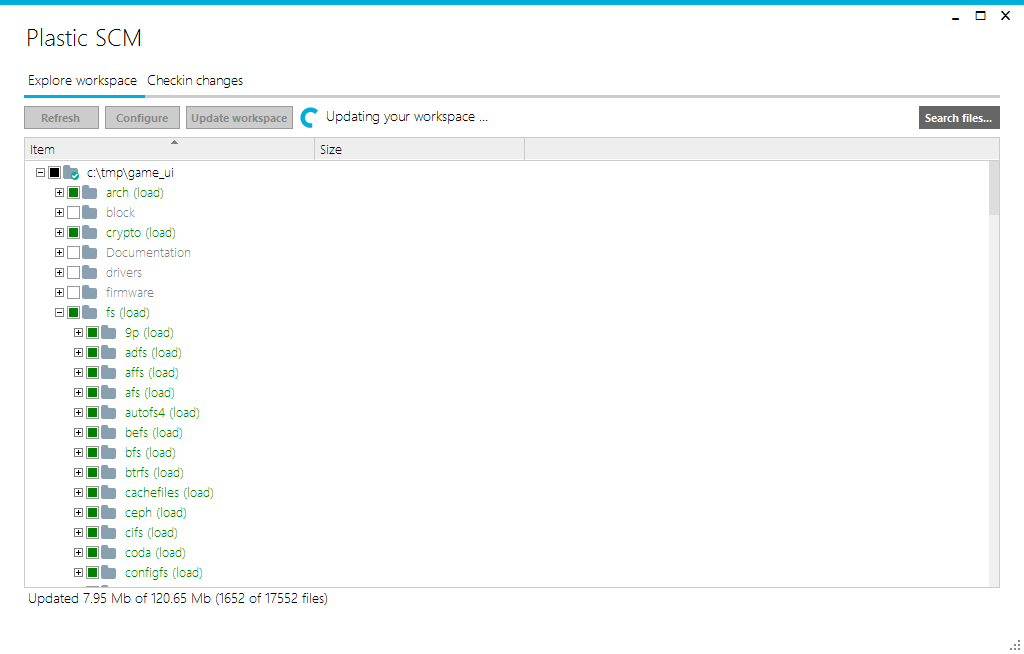 Plastic SCM
Explore workspace Checkin changes
Refresh Configure Update workspace Updating your workspace ... Search files...
Item Size
c:\tmp\game_ui
arch (load)
block
crypto (load)
Documentation
drivers
firmware
fs (load)
9p (load)
adfs (load)
affs (load)
afs (load)
autofs4 (load)
befs (load)
bfs (load)
btrfs (load)
cachefiles (load)
ceph (load)
cifs (load)
coda (load)
configfs (load)
Updated 7.95 Mb of 120.65 Mb (1652 of 17552 files)